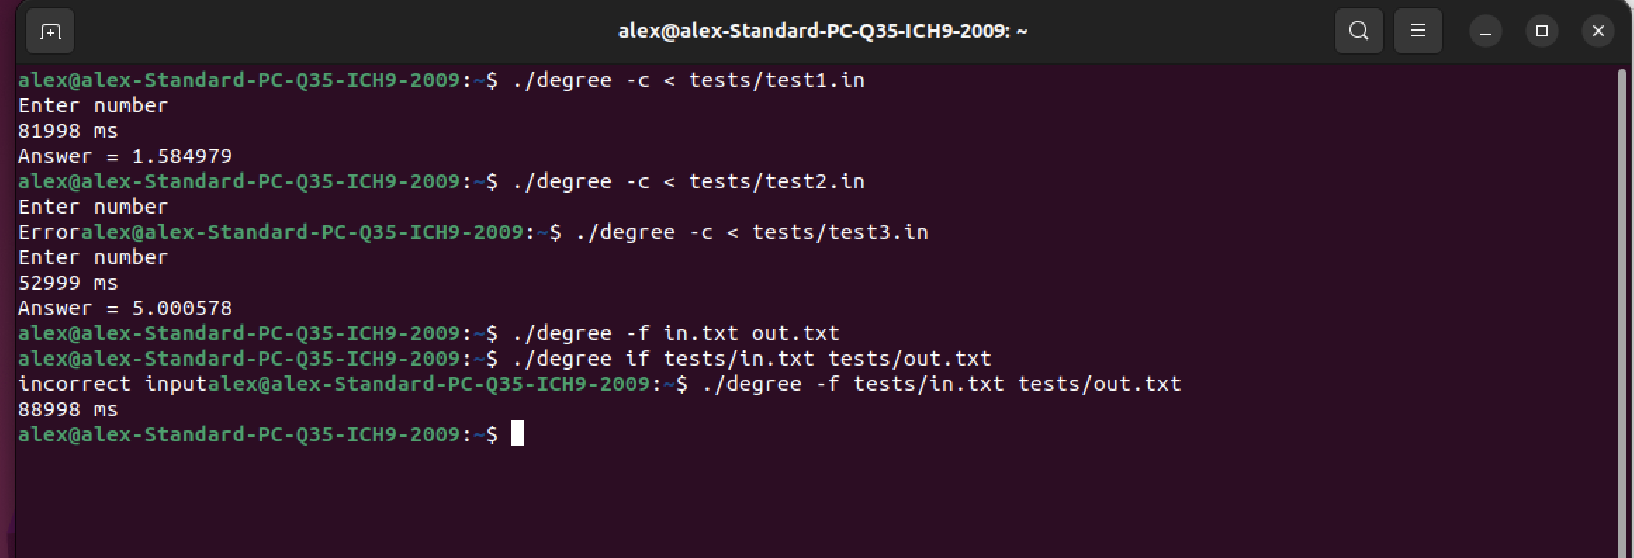 alex@alex-Standard-PC-Q35-ICH9-2009: ~
alex@alex-Standard-PC-Q35-ICH9-2009:~$ ./degree -c < tests/test1.in
Enter number
81998 ms
Answer = 1.584979
alex@alex-Standard-PC-Q35-ICH9-2009:~$ ./degree -c < tests/test2.in
Enter number
Erroralex@alex-Standard-PC-Q35-ICH9-2009:~$ ./degree -c < tests/test3.in
Enter number
52999 ms
Answer = 5.000578
alex@alex-Standard-PC-Q35-ICH9-2009:~$ ./degree -f in.txt out.txt
alex@alex-Standard-PC-Q35-ICH9-2009:~$ ./degree if tests/in.txt tests/out.txt
incorrect inputalex@alex-Standard-PC-Q35-ICH9-2009:~$ ./degree -f tests/in.txt tests/out.txt
88998 ms
alex@alex-Standard-PC-Q35-ICH9-2009:~$